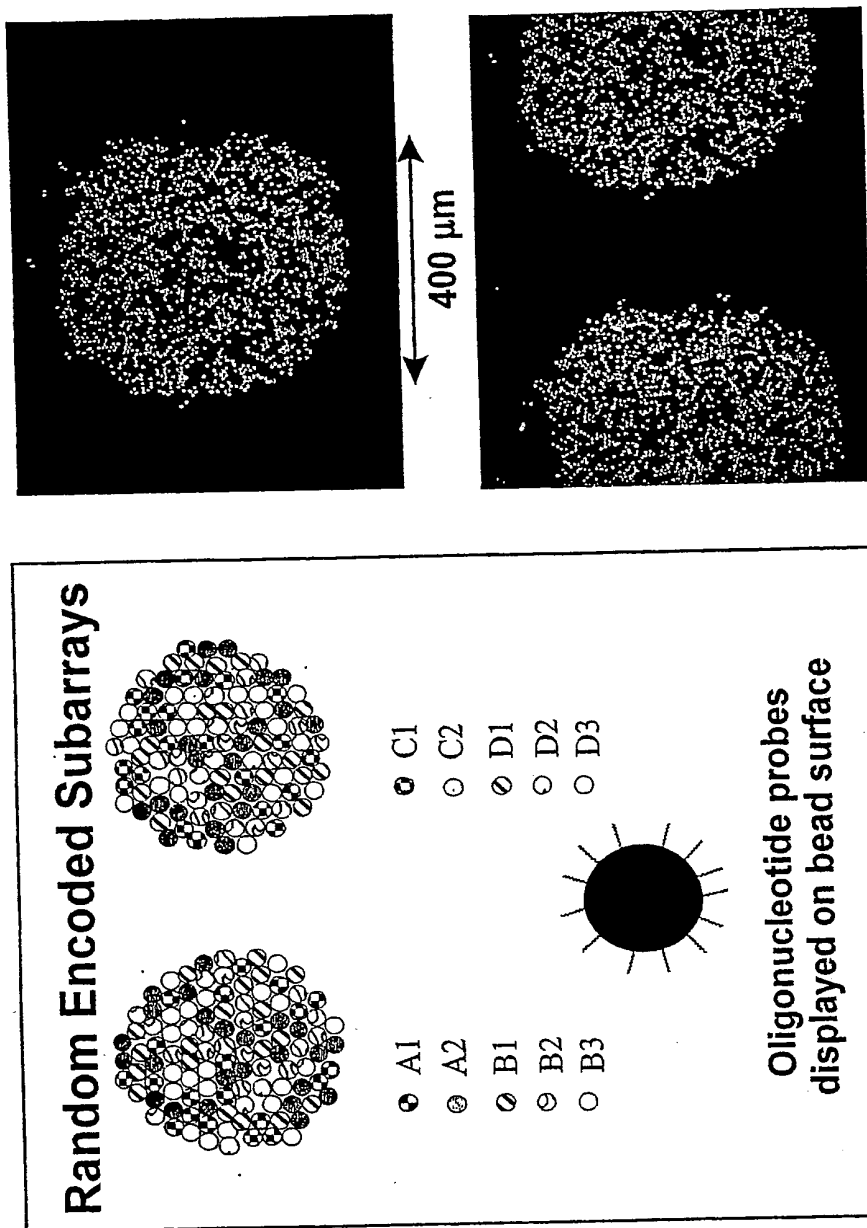 Random Encoded Subarrays
A1
A2
B1
B2
B3
C1
C2
D1
D2
D3
Oligonucleotide probes
displayed on bead surface
400 μm